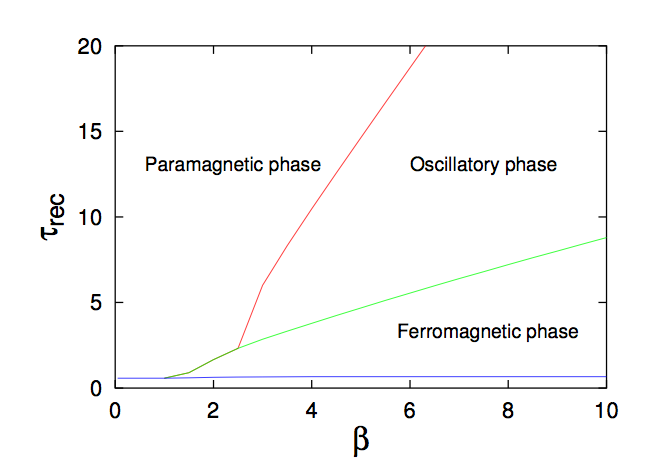 20
15
10
5
0
τrec
Paramagnetic phase
Oscillatory phase
Ferromagnetic phase
0 2 4 6 8 10
β